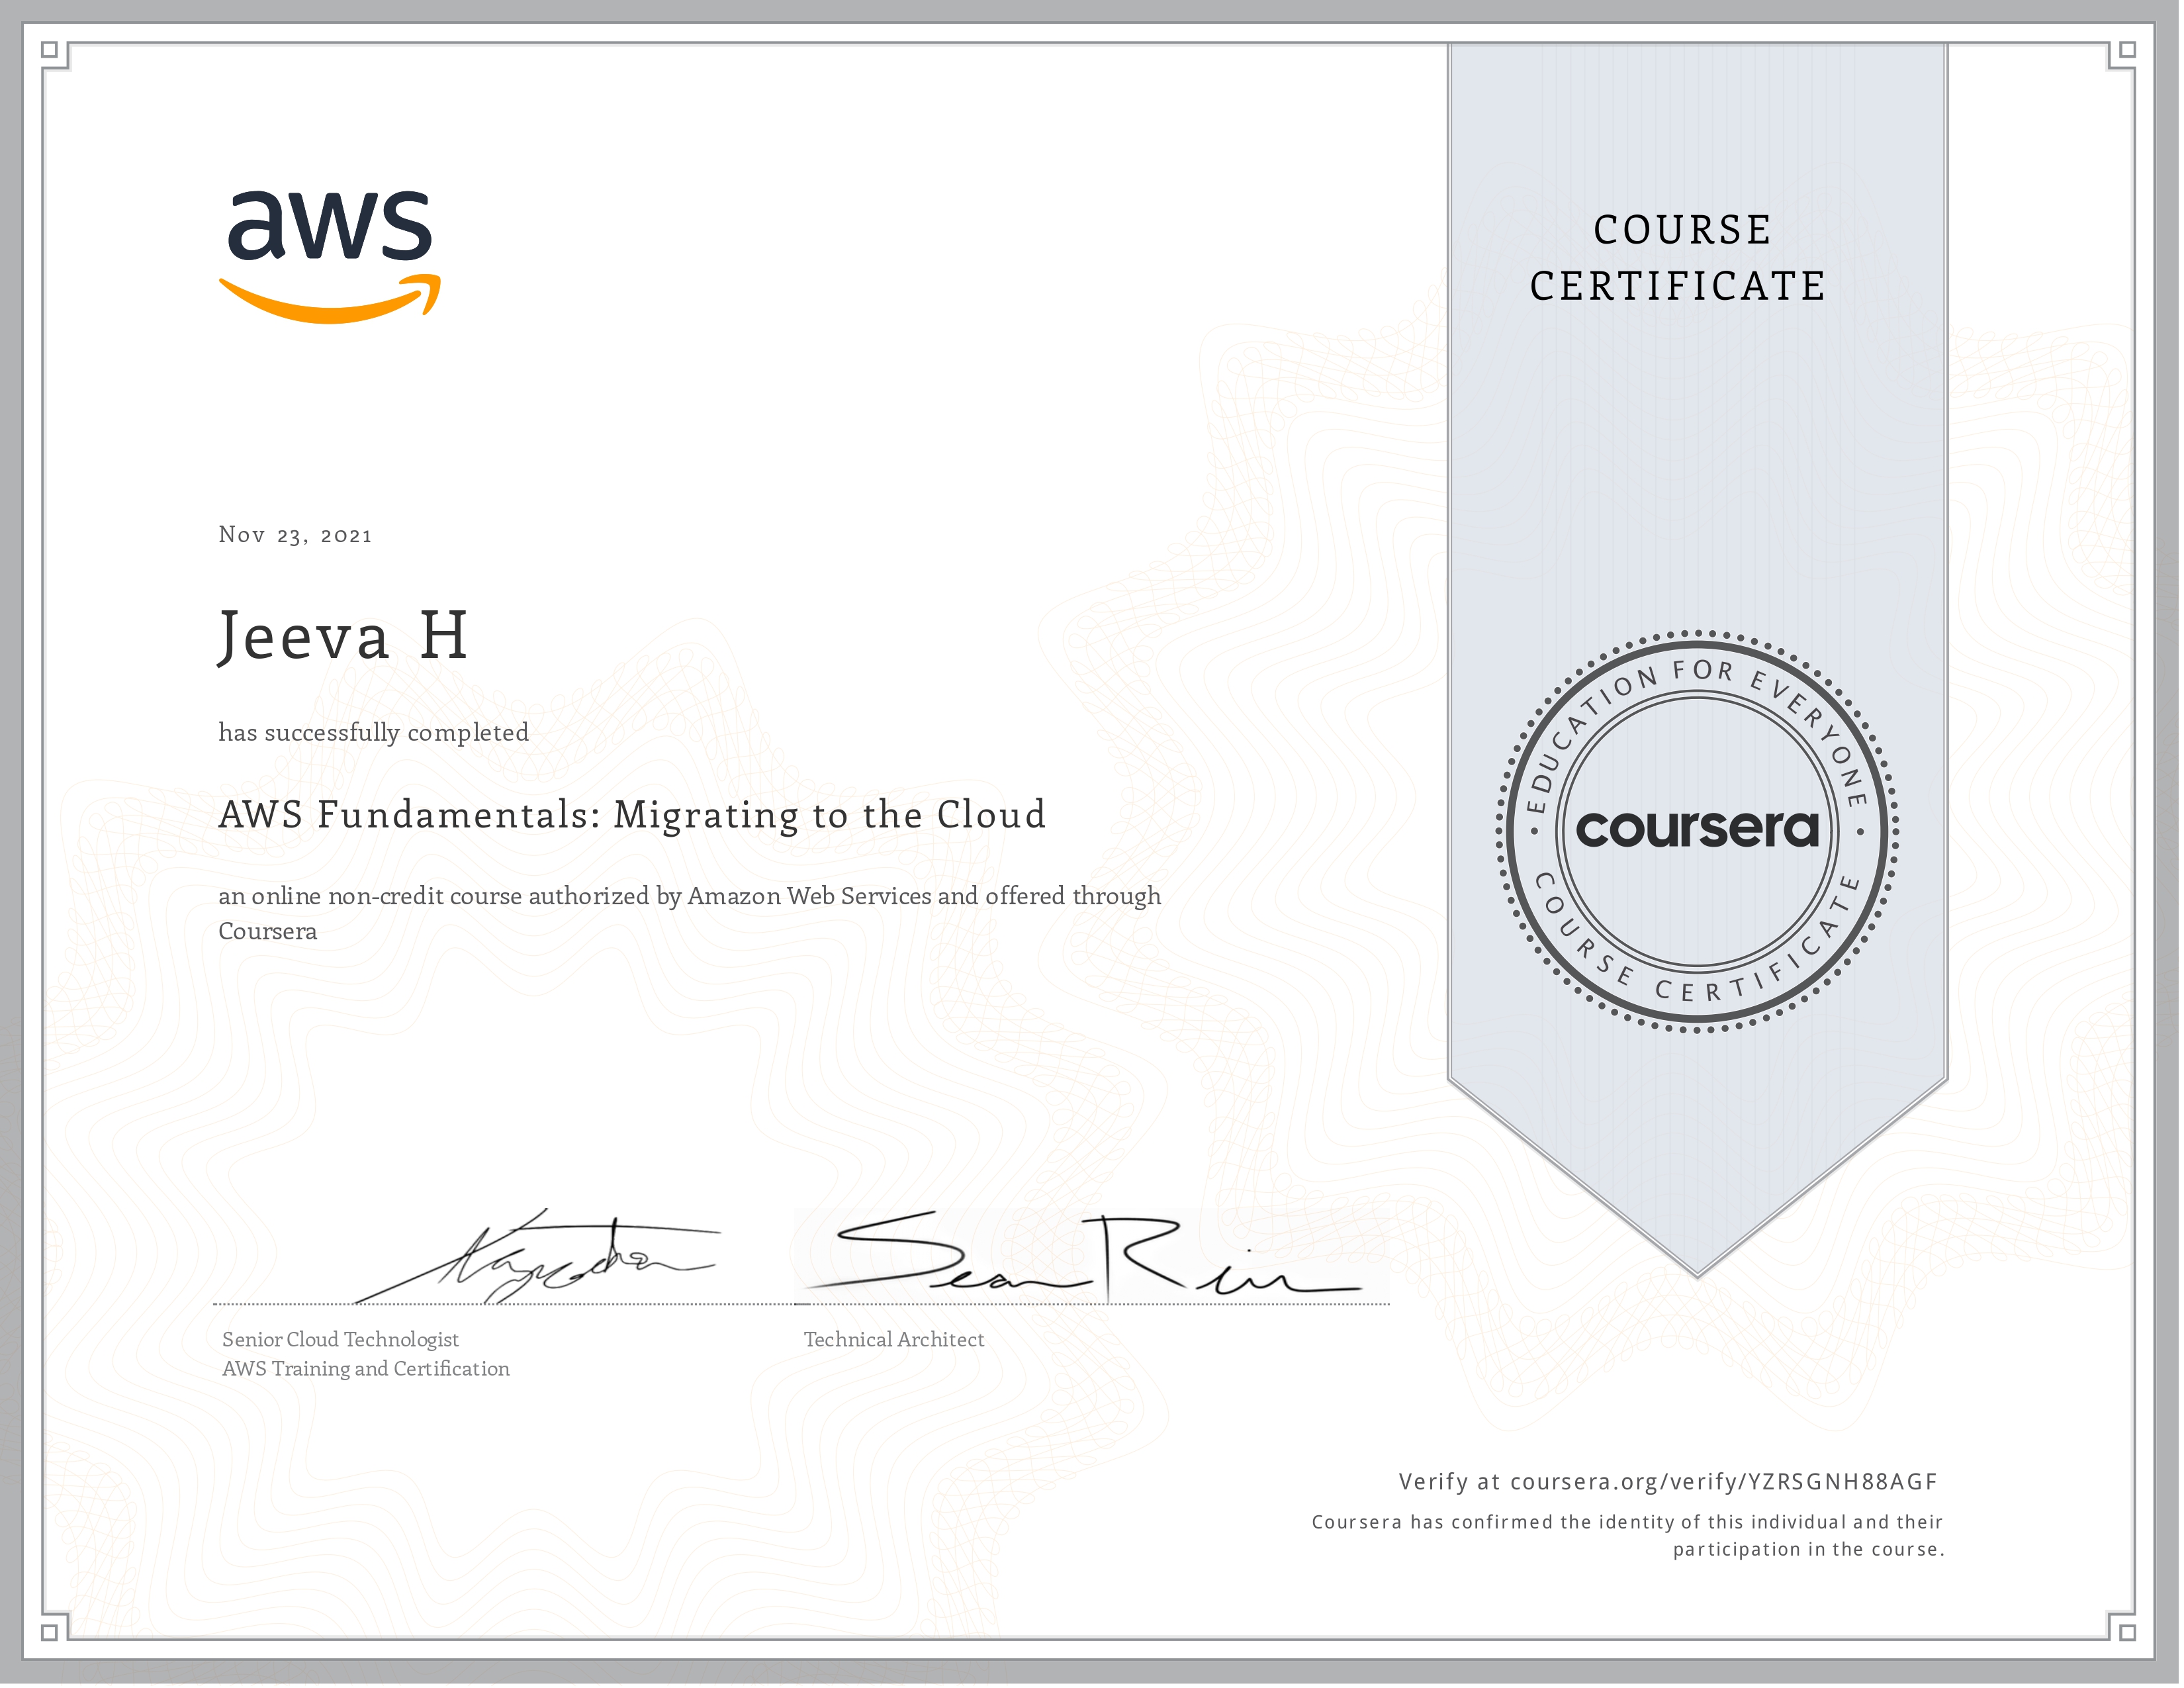 aws
COURSE
CERTIFICATE
Nov 23, 2021
Jeeva H
has successfully completed
AWS Fundamentals: Migrating to the Cloud
an online non-credit course authorized by Amazon Web Services and offered through
Coursera
EDUCATION FOR EVERYONE
coursera
COURSE CERTIFICATE
Sean Rin
Senior Cloud Technologist
AWS Training and Certification
Technical Architect
Verify at coursera.org/verify/YZRSGNH88AGF
Coursera has confirmed the identity of this individual and their
participation in the course.